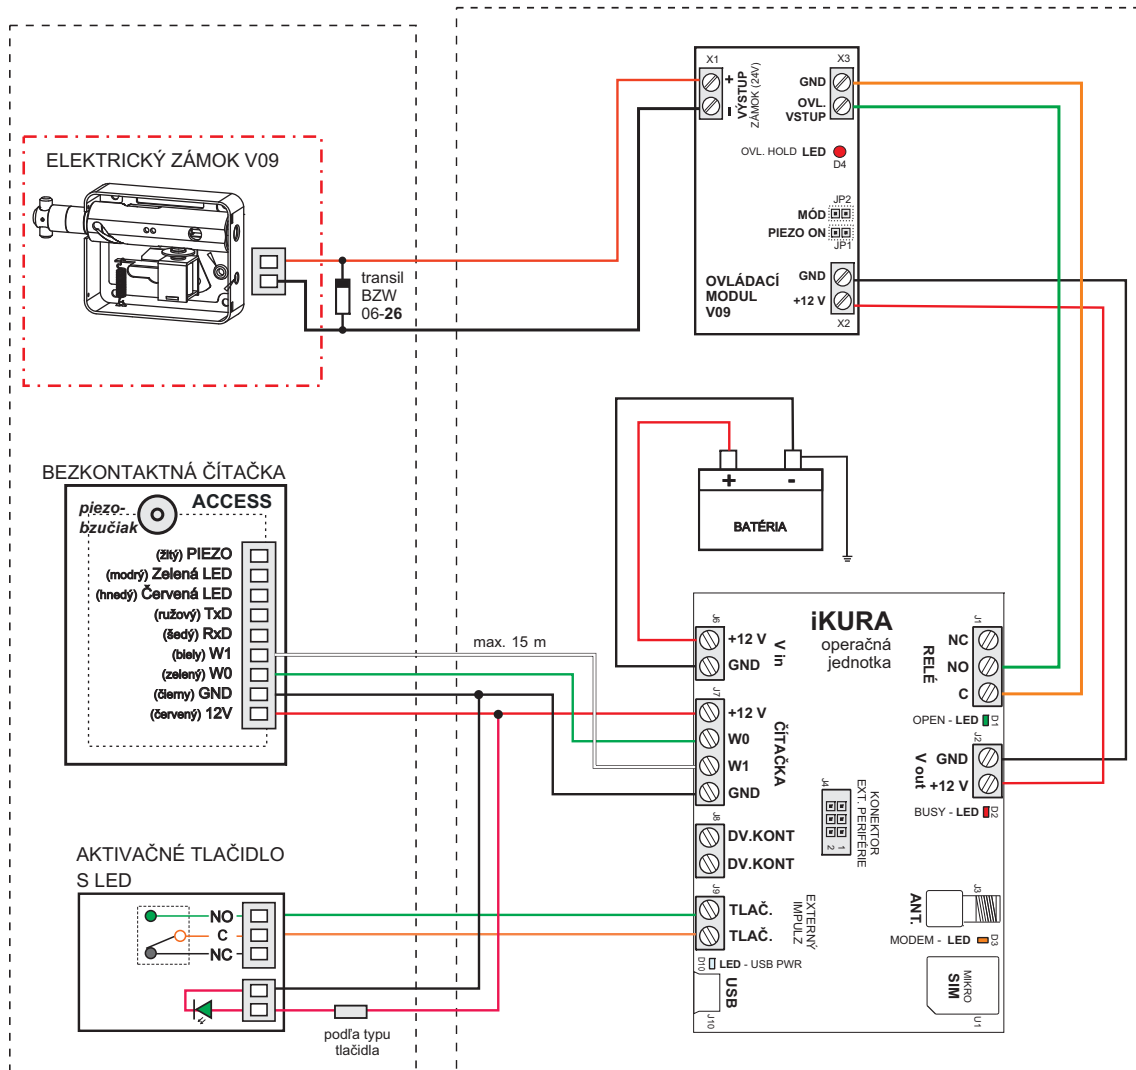 ELEKTRICKÝ ZÁMOK V09
transil
BZW
06-26
X1
+
-
VÝSTUP
ZÁMOK (24V)
X3
GND
OVL.
VSTUP
OVL. HOLD LED
D4
JP2
MÓD
PIEZO ON
JP1
GND
+12 V
X2
OVLÁDACÍ
MODUL
V09
BEZKONTAKTNÁ ČÍTAČKA
ACCESS
piezo-
bzučiak
(žltý) PIEZO
(modrý) Zelená LED
(hnedý) Červená LED
(ružový) TxD
(šedý) RxD
(biely) W1
(zelený) W0
(čierny) GND
(červený) 12V
max. 15 m
+ -
BATÉRIA
iKURA
operačná
jednotka
J6
+12 V
GND
V in
J7
+12 V
W0
W1
GND
ČÍTAČKA
J8
DV.KONT
DV.KONT
J9
TLAČ.
TLAČ.
EXTERNÝ
IMPULZ
D10
LED - USB PWR
USB
J10
J1
NC
NO
C
RELÉ
OPEN - LED
D1
J2
GND
+12 V
V out
BUSY - LED
D2
J4
KONEKTOR
EXT. PERIFÉRIE
2 1
J3
ANT.
MODEM - LED
D3
MIKRO
SIM
U1
AKTIVAČNÉ TLAČIDLO
S LED
NO
C
NC
podľa typu
tlačidla